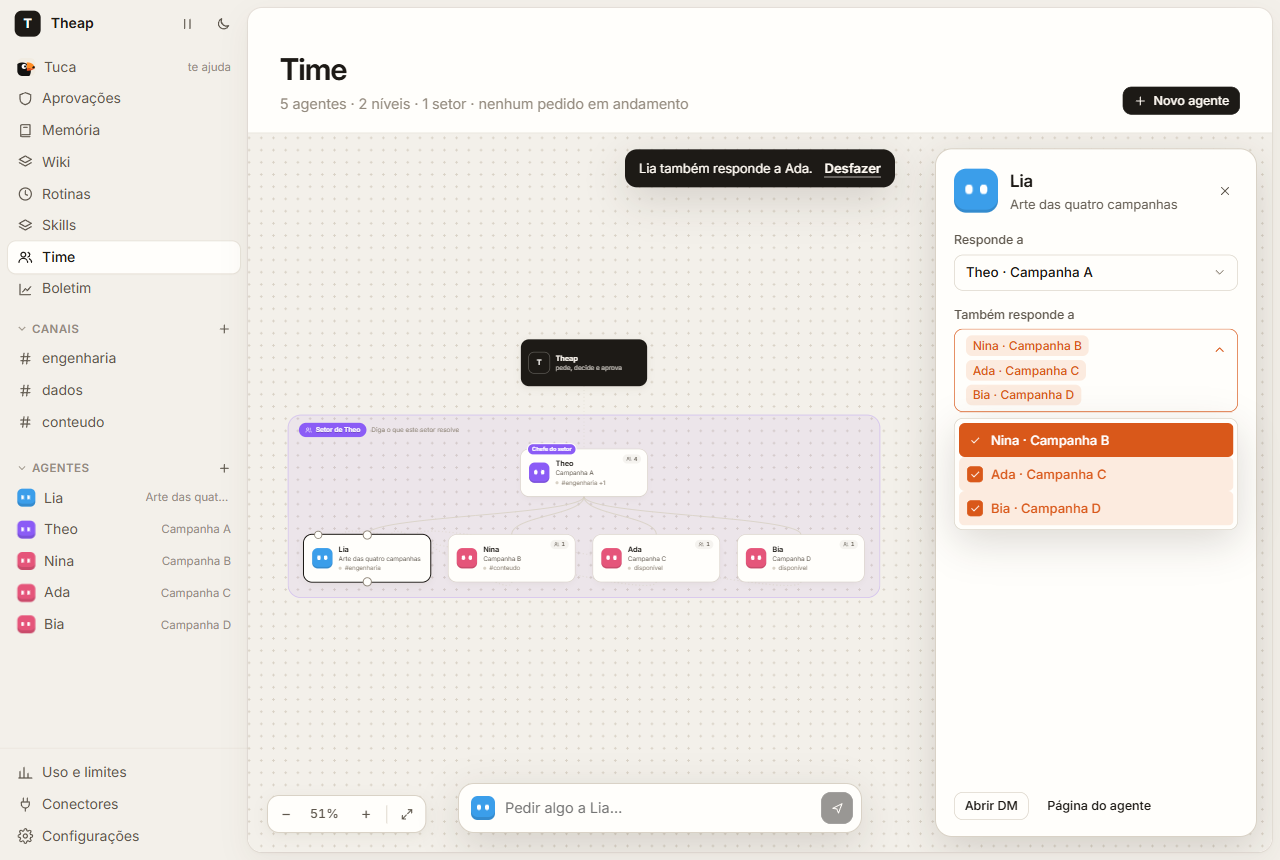 T Theap
Tuca te ajuda
Aprovações
Memória
Wiki
Rotinas
Skills
Time
Boletim
CANAIS
# engenharia
# dados
# conteudo
AGENTES
Lia Arte das quat...
Theo Campanha A
Nina Campanha B
Ada Campanha C
Bia Campanha D
Uso e limites
Conectores
Configurações
Time
5 agentes · 2 níveis · 1 setor · nenhum pedido em andamento
+ Novo agente
Lia também responde a Ada. Desfazer
T Theap
pede, decide e aprova
Setor de Theo Diga o que este setor resolve
Chefe do setor
Theo 4
Campanha A
#engenharia +1
Lia
Arte das quatro campanhas
#engenharia
Nina 1
Campanha B
#conteudo
Ada 1
Campanha C
disponível
Bia 1
Campanha D
disponível
− 51% +
Pedir algo a Lia...
Lia
Arte das quatro campanhas
Responde a
Theo · Campanha A
Também responde a
Nina · Campanha B
Ada · Campanha C
Bia · Campanha D
Nina · Campanha B
Ada · Campanha C
Bia · Campanha D
Abrir DM Página do agente